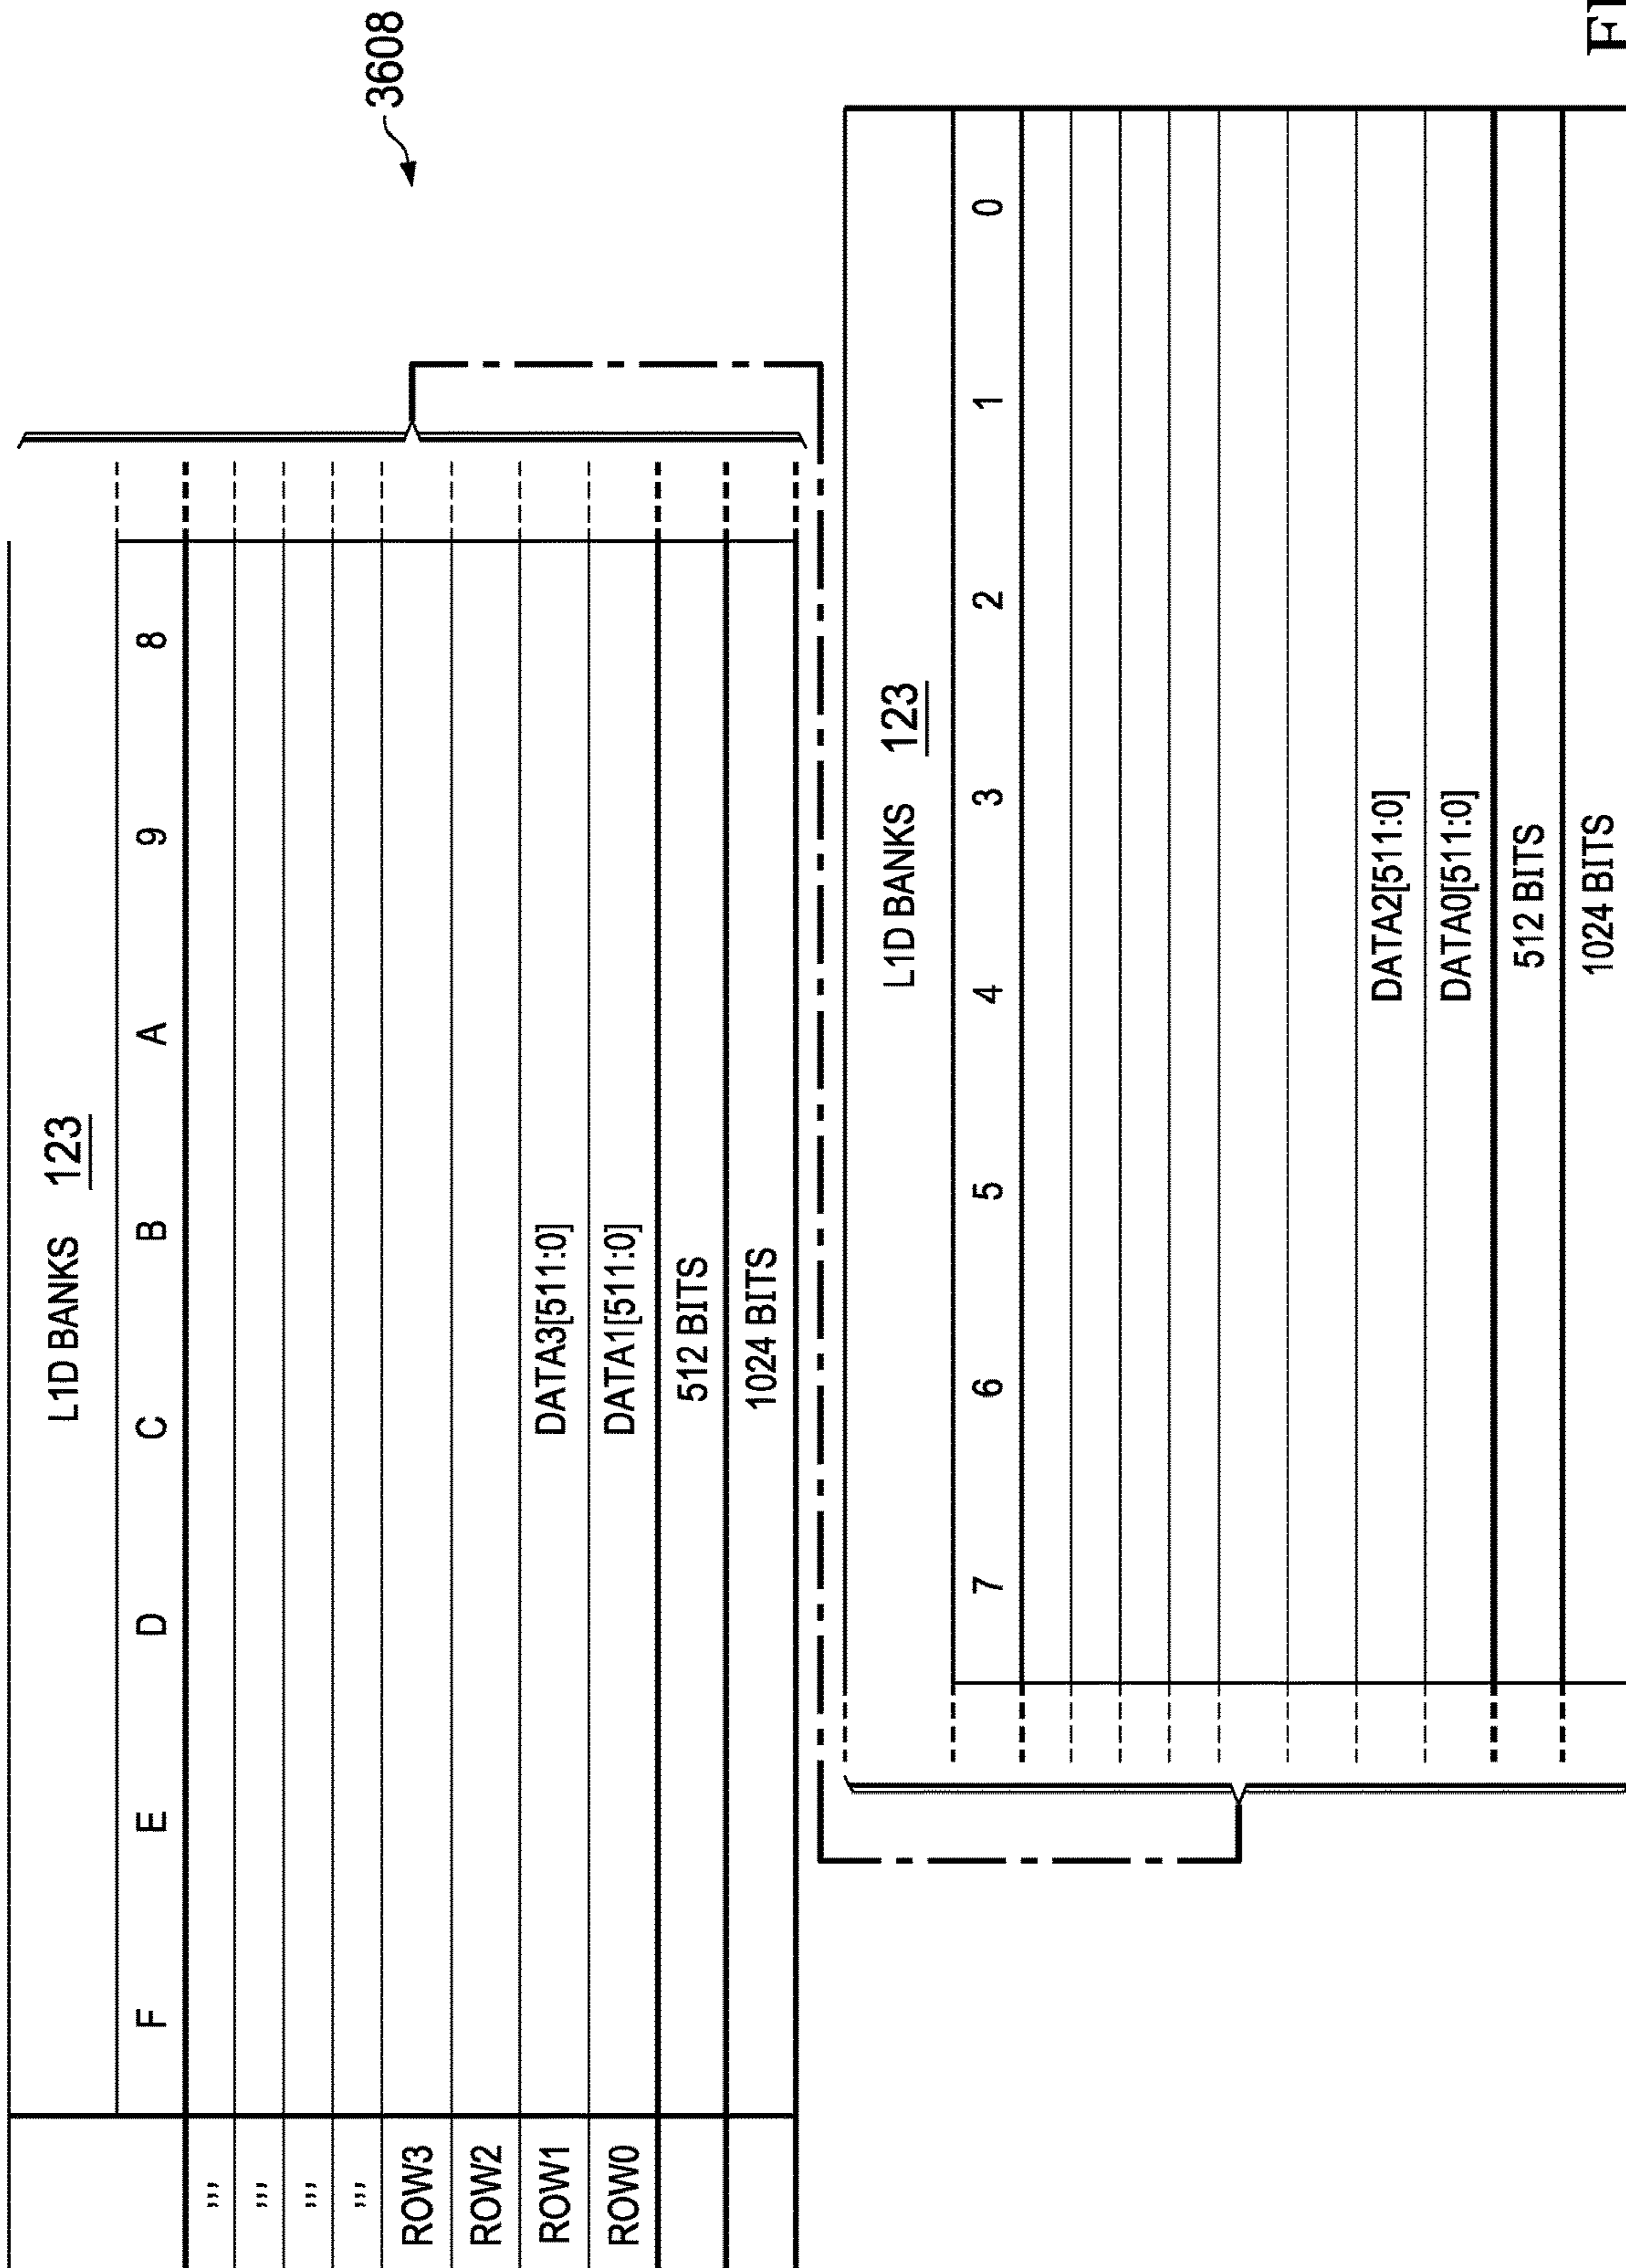 L1D BANKS 123
F E D C B A 9 8
,,,
,,,
,,,
,,,
ROW3
ROW2
ROW1 DATA3[511:0]
ROW0 DATA1[511:0]
512 BITS
1024 BITS
3608
L1D BANKS 123
7 6 5 4 3 2 1 0
DATA2[511:0]
DATA0[511:0]
512 BITS
1024 BITS